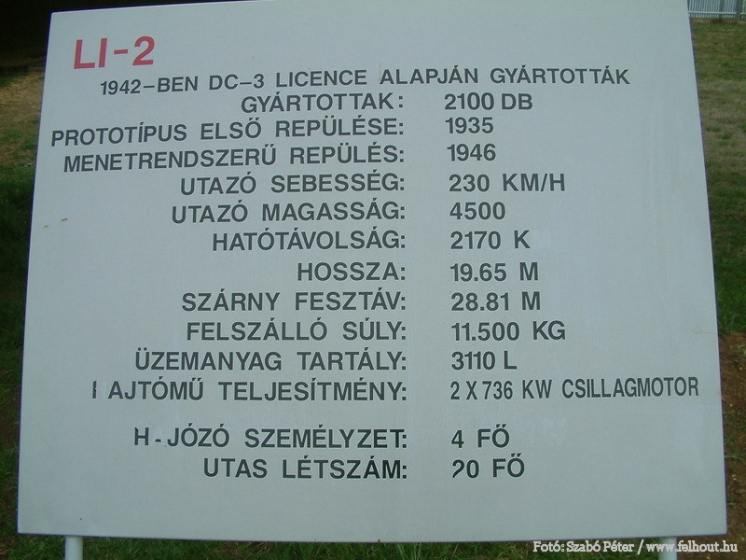 LI-2
1942-BEN DC-3 LICENCE ALAPJÁN GYÁRTOTTÁK
GYÁRTOTTAK: 2100 DB
PROTOTÍPUS ELSŐ REPÜLÉSE: 1935
MENETRENDSZERŰ REPÜLÉS: 1946
UTAZÓ SEBESSÉG: 230 KM/H
UTAZÓ MAGASSÁG: 4500
HATÓTÁVOLSÁG: 2170 K
HOSSZA: 19.65 M
SZÁRNY FESZTÁV: 28.81 M
FELSZÁLLÓ SÚLY: 11.500 KG
ÜZEMANYAG TARTÁLY: 3110 L
AJTÓMŰ TELJESÍTMÉNY: 2 X 736 KW CSILLAGMOTOR
H-JÓZÓ SZEMÉLYZET: 4 FŐ
UTAS LÉTSZÁM: 20 FŐ
Fotó: Szabó Péter / www.felhout.hu